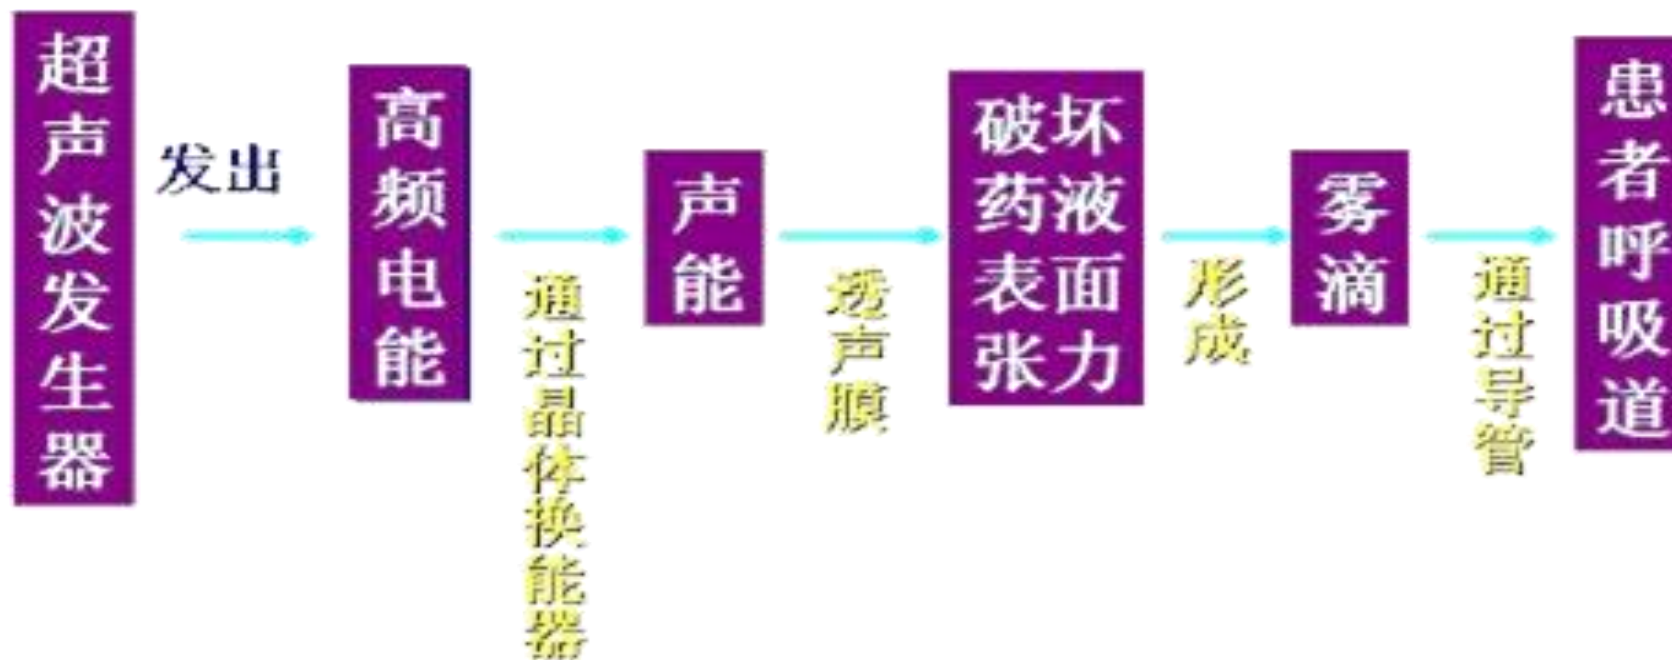 超声波发生器
发出
高频电能
通过晶体换能器
声能
透声膜
破坏
药液
表面
张力
形成
雾滴
通过导管
患者呼吸道